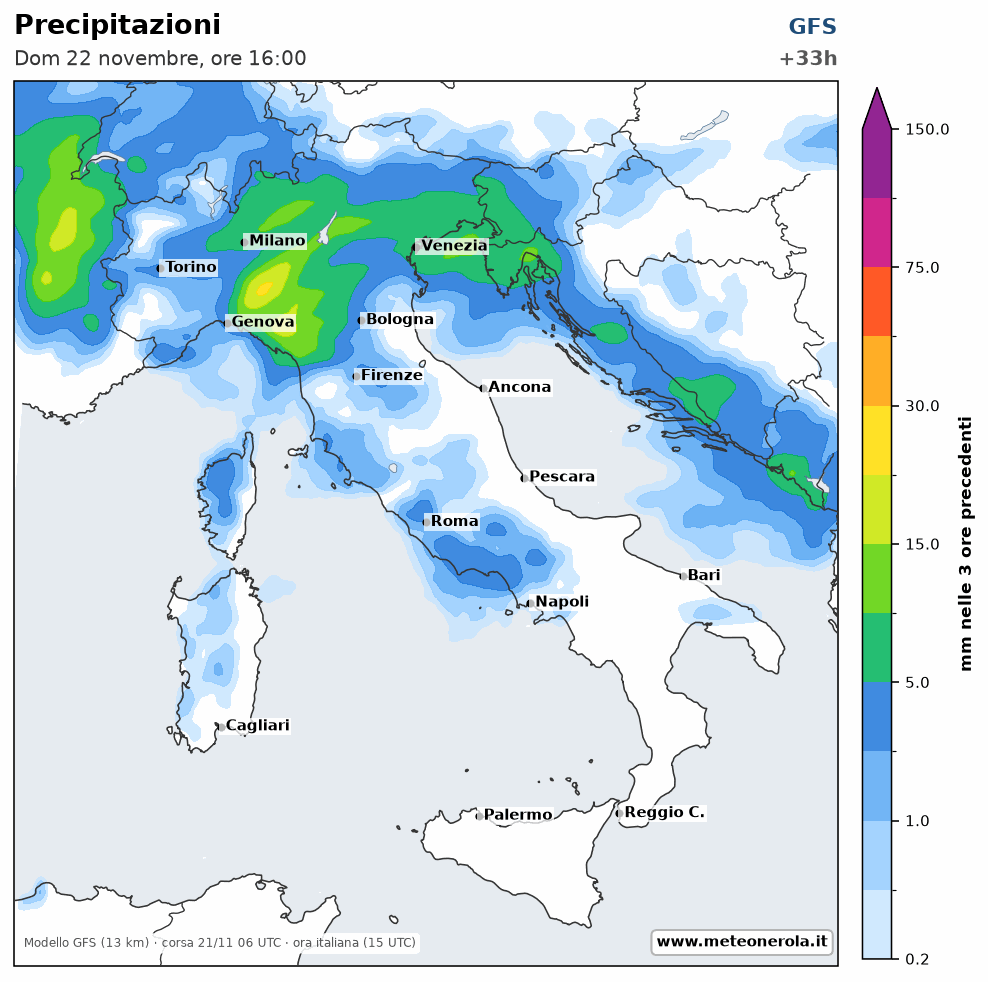 Precipitazioni
GFS
Dom 22 novembre, ore 16:00
+33h
150.0
75.0
30.0
15.0
5.0
1.0
0.2
mm nelle 3 ore precedenti
Milano
Venezia
Torino
Genova
Bologna
Firenze
Ancona
Pescara
Roma
Bari
Napoli
Cagliari
Palermo
Reggio C.
Modello GFS (13 km) · corsa 21/11 06 UTC · ora italiana (15 UTC)
www.meteonerola.it